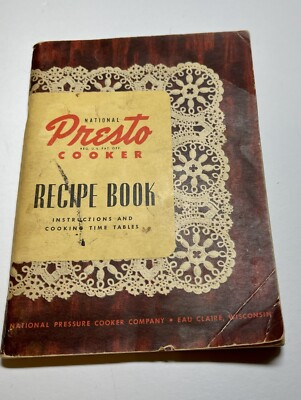 NATIONAL
Presto
REG. U.S. PAT. OFF.
COOKER
RECIPE BOOK
INSTRUCTIONS AND
COOKING TIME TABLES
NATIONAL PRESSURE COOKER COMPANY • EAU CLAIRE, WISCONSIN